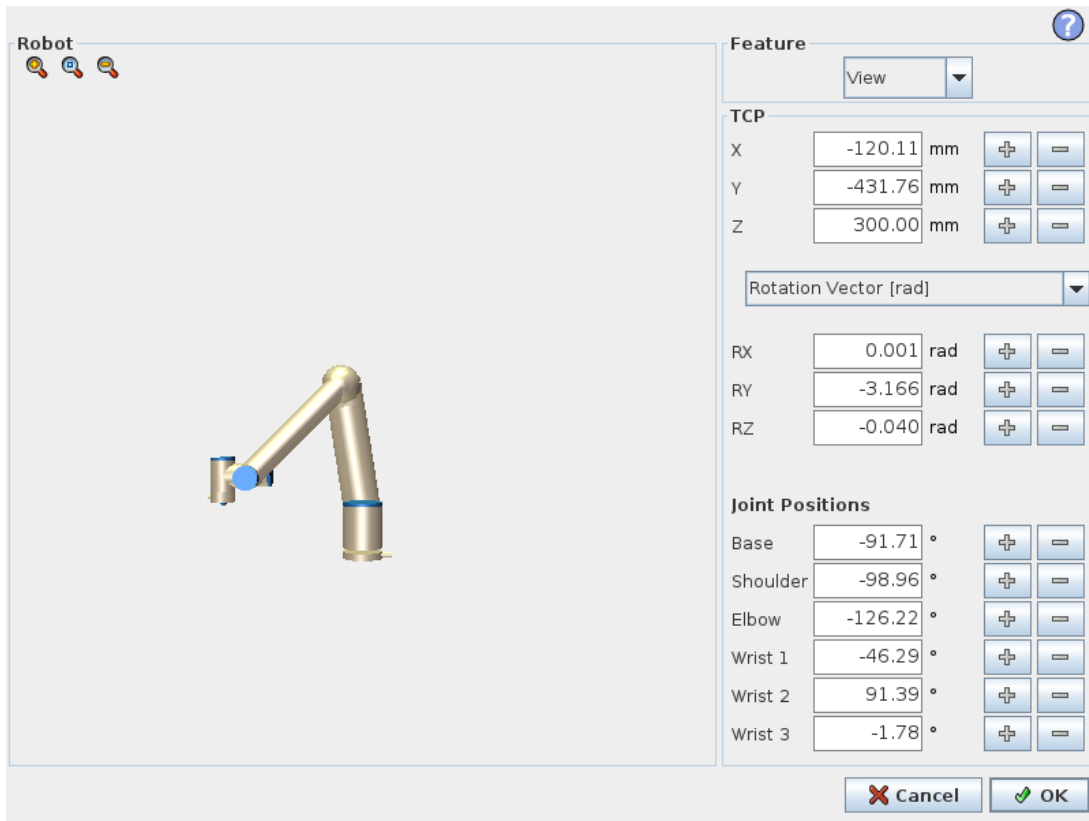 ?
Robot
Feature
View
TCP
X -120.11 mm
Y -431.76 mm
Z 300.00 mm
Rotation Vector [rad]
RX 0.001 rad
RY -3.166 rad
RZ -0.040 rad
Joint Positions
Base -91.71 °
Shoulder -98.96 °
Elbow -126.22 °
Wrist 1 -46.29 °
Wrist 2 91.39 °
Wrist 3 -1.78 °
Cancel OK